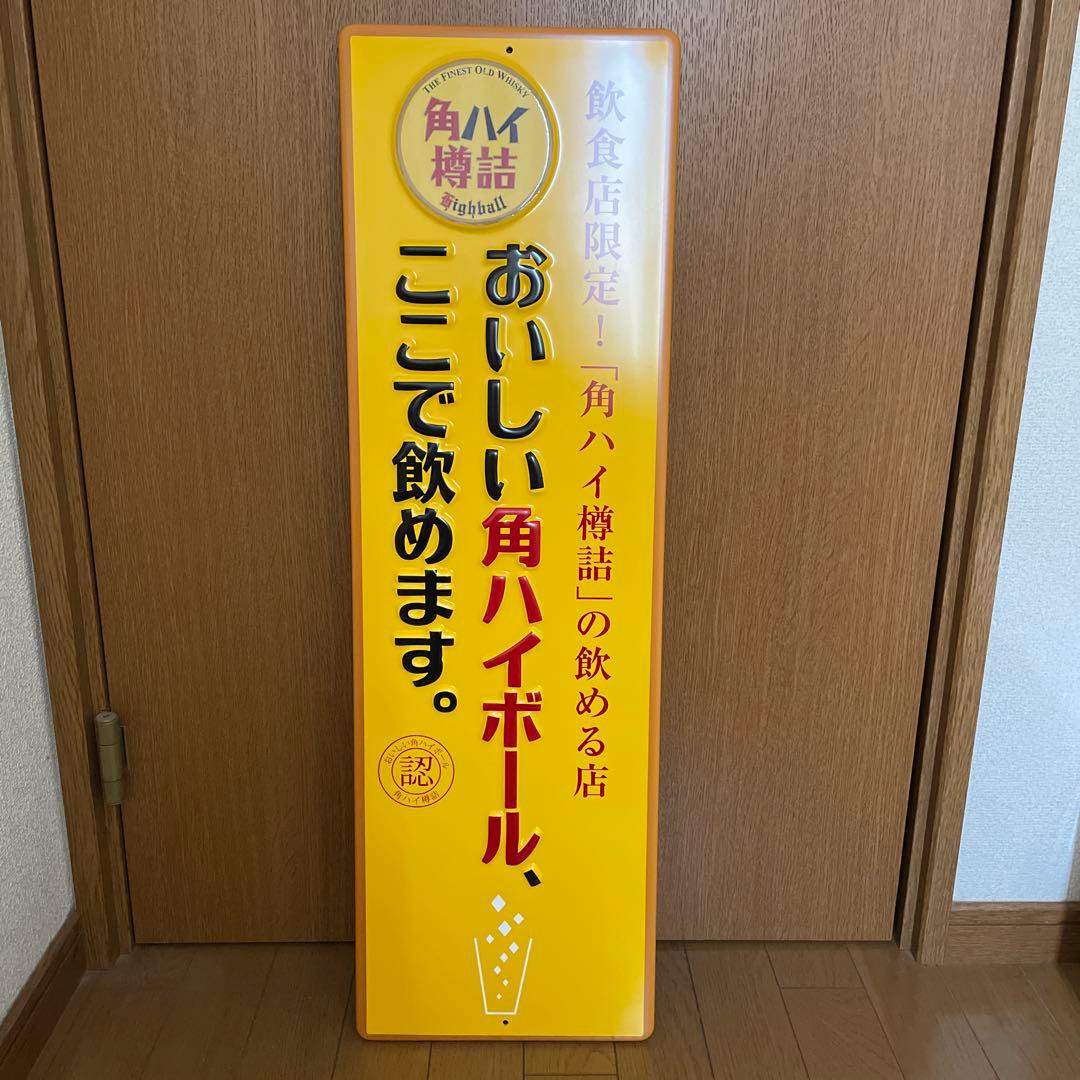 THE FINEST OLD WHISKY
角ハイ
樽詰
Highball
飲食店限定！「角ハイ樽詰」の飲める店
おいしい角ハイボール、
ここで飲めます。
おいしい角ハイボール
認
角ハイ樽詰